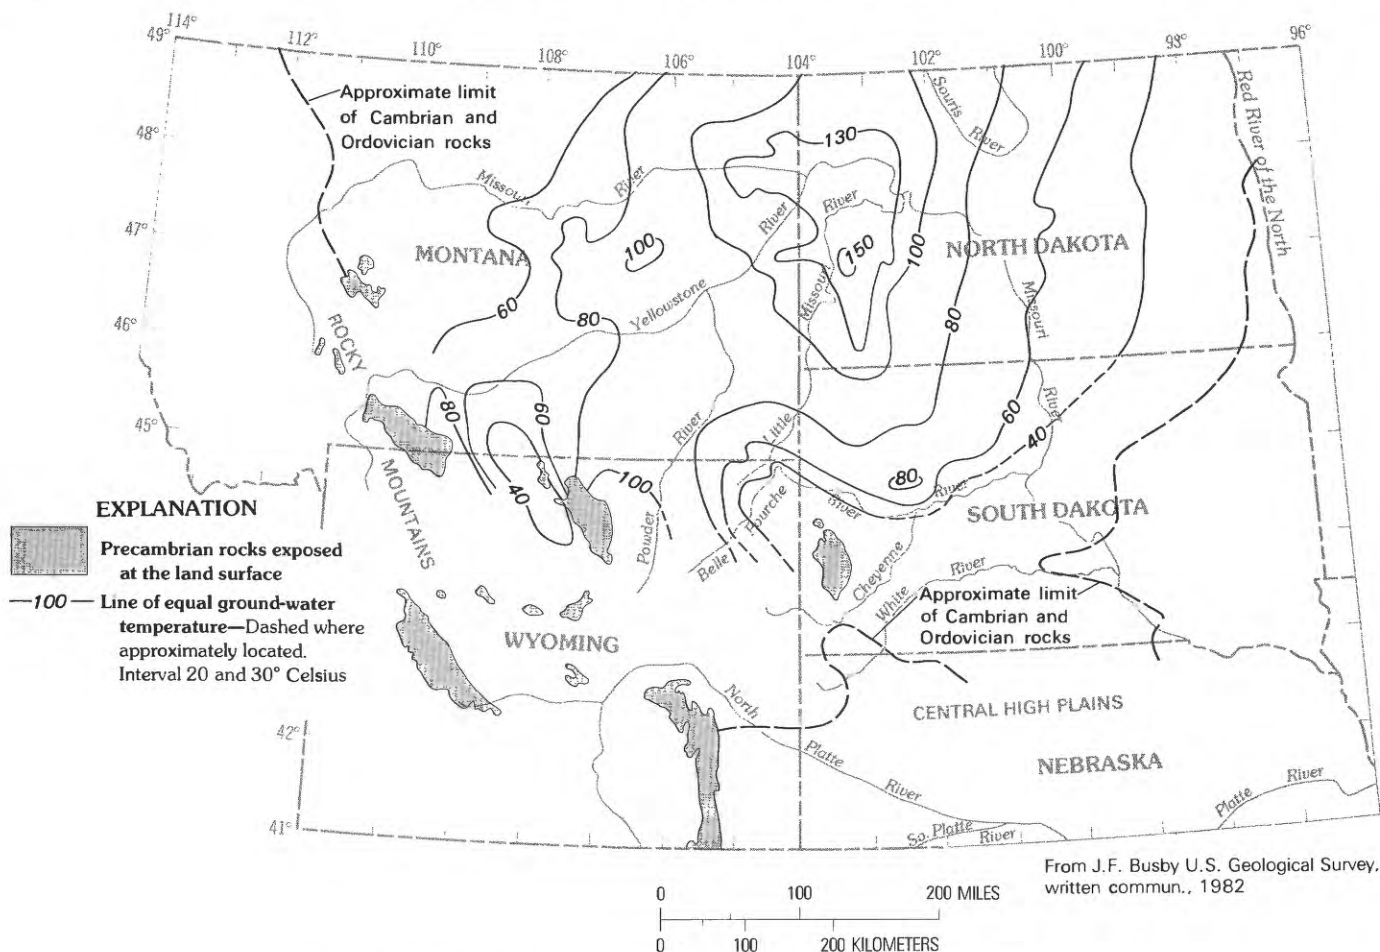 114°
49°
112°
110°
108°
106°
104°
102°
100°
98°
96°
Approximate limit
of Cambrian and
Ordovician rocks
48°
47°
46°
45°
42°
41°
Missouri
River
MONTANA
ROCKY
MOUNTAINS
60
80
100
Yellowstone
River
130
150
100
80
60
40
Souris
River
River
Missouri
NORTH DAKOTA
Missouri
River
Red River of the North
80
60
40
100
Powder
River
Little
Belle
Fourche
River
80
River
Cheyenne
SOUTH DAKOTA
White
River
Approximate limit
of Cambrian and
Ordovician rocks
EXPLANATION
Precambrian rocks exposed
at the land surface
—100— Line of equal ground-water
temperature—Dashed where
approximately located.
Interval 20 and 30° Celsius
WYOMING
North
Platte
River
CENTRAL HIGH PLAINS
NEBRASKA
So. Platte
River
Platte
River
From J.F. Busby U.S. Geological Survey,
written commun., 1982
0 100 200 MILES
0 100 200 KILOMETERS